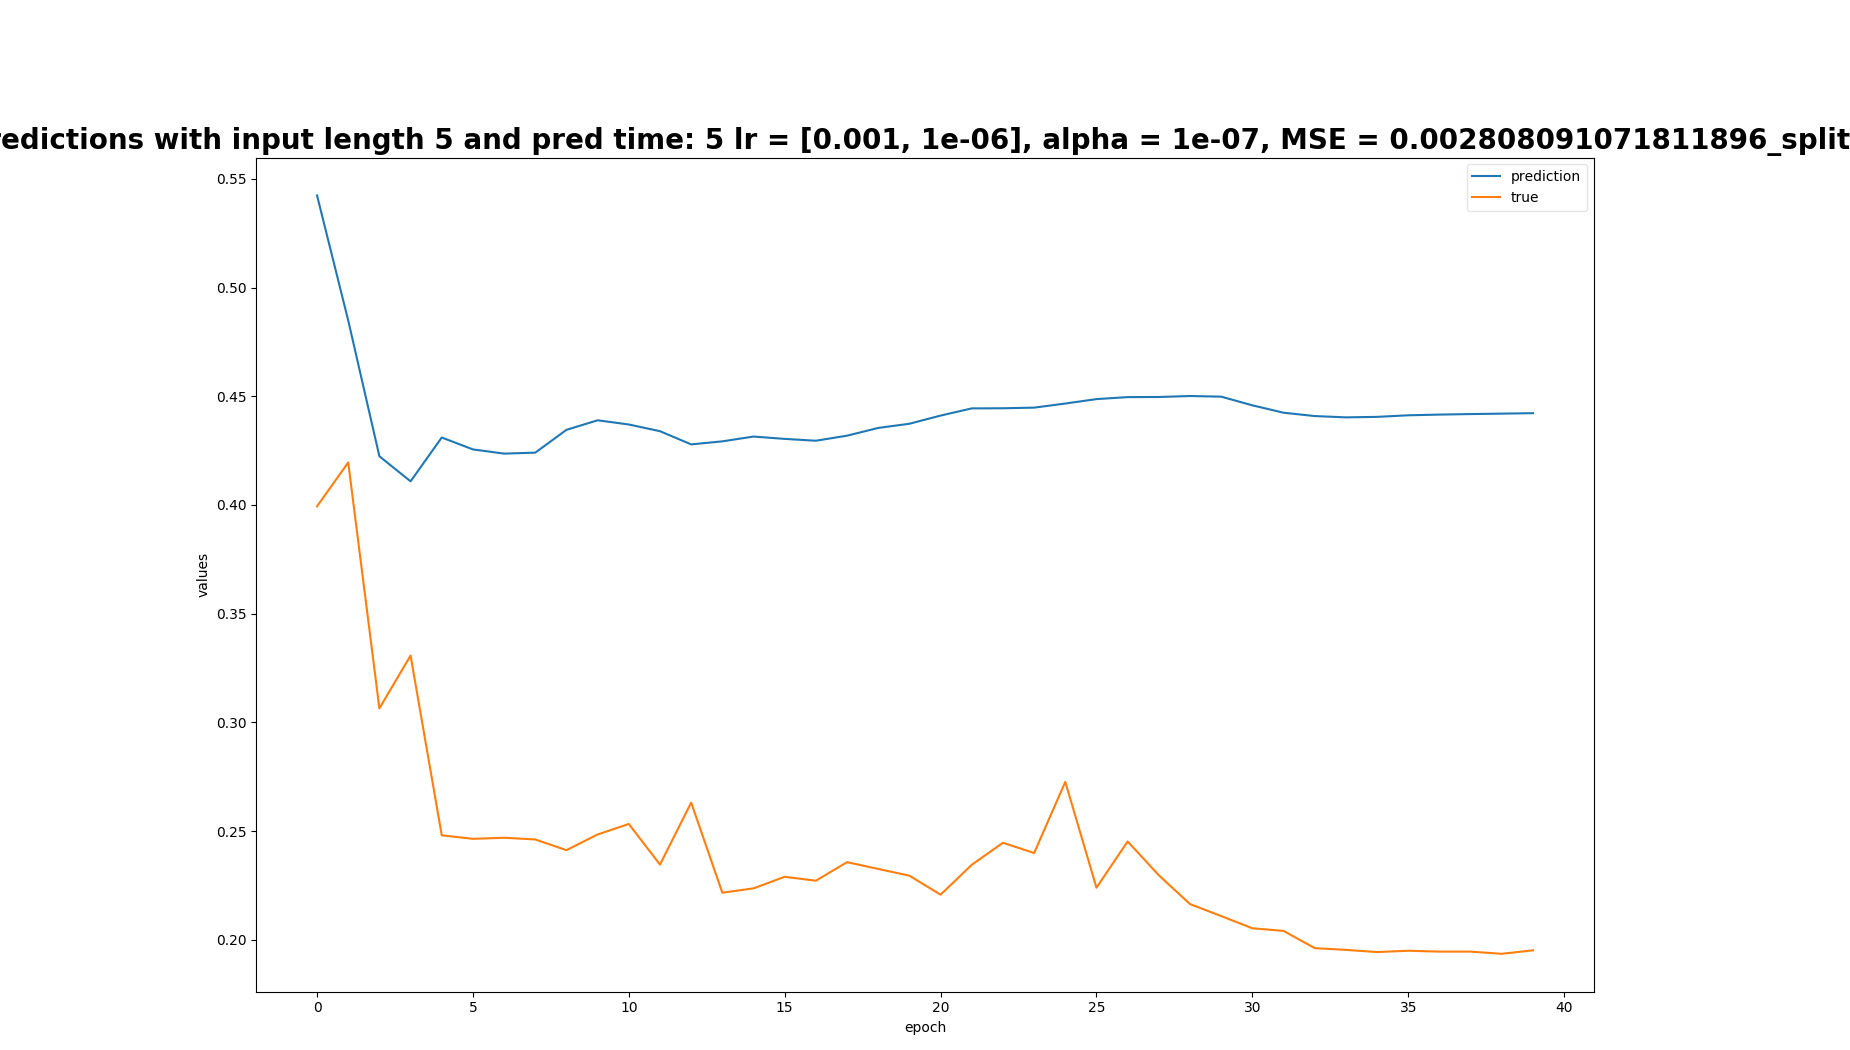 redictions with input length 5 and pred time: 5 lr = [0.001, 1e-06], alpha = 1e-07, MSE = 0.002808091071811896_split
prediction
true
0.55
0.50
0.45
0.40
0.35
0.30
0.25
0.20
values
0 5 10 15 20 25 30 35 40
epoch